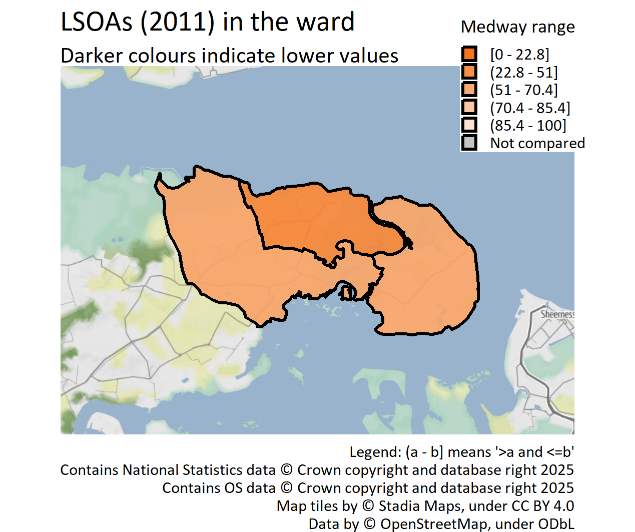 LSOAs (2011) in the ward
Darker colours indicate lower values
Medway range
[0 - 22.8]
(22.8 - 51]
(51 - 70.4]
(70.4 - 85.4]
(85.4 - 100]
Not compared
Sheerness
Legend: (a - b] means '>a and <=b'
Contains National Statistics data © Crown copyright and database right 2025
Contains OS data © Crown copyright and database right 2025
Map tiles by © Stadia Maps, under CC BY 4.0
Data by © OpenStreetMap, under ODbL